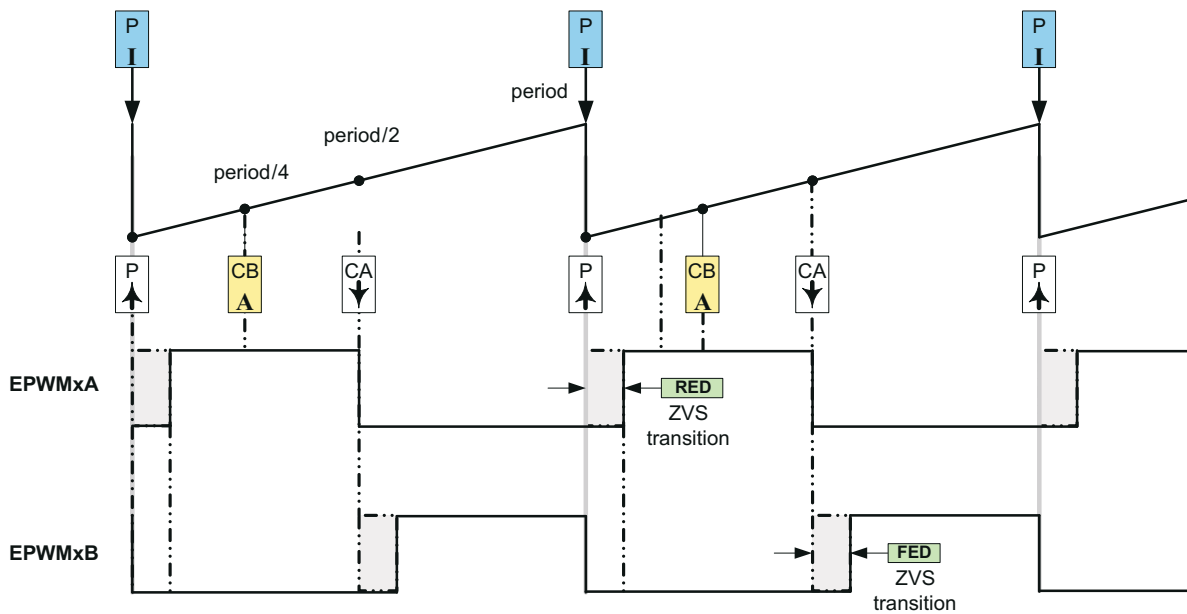 P
I
P
I
P
I
period
period/2
period/4
P
CB
A
CA
P
CB
A
CA
P
EPWMxA
RED
ZVS
transition
EPWMxB
FED
ZVS
transition